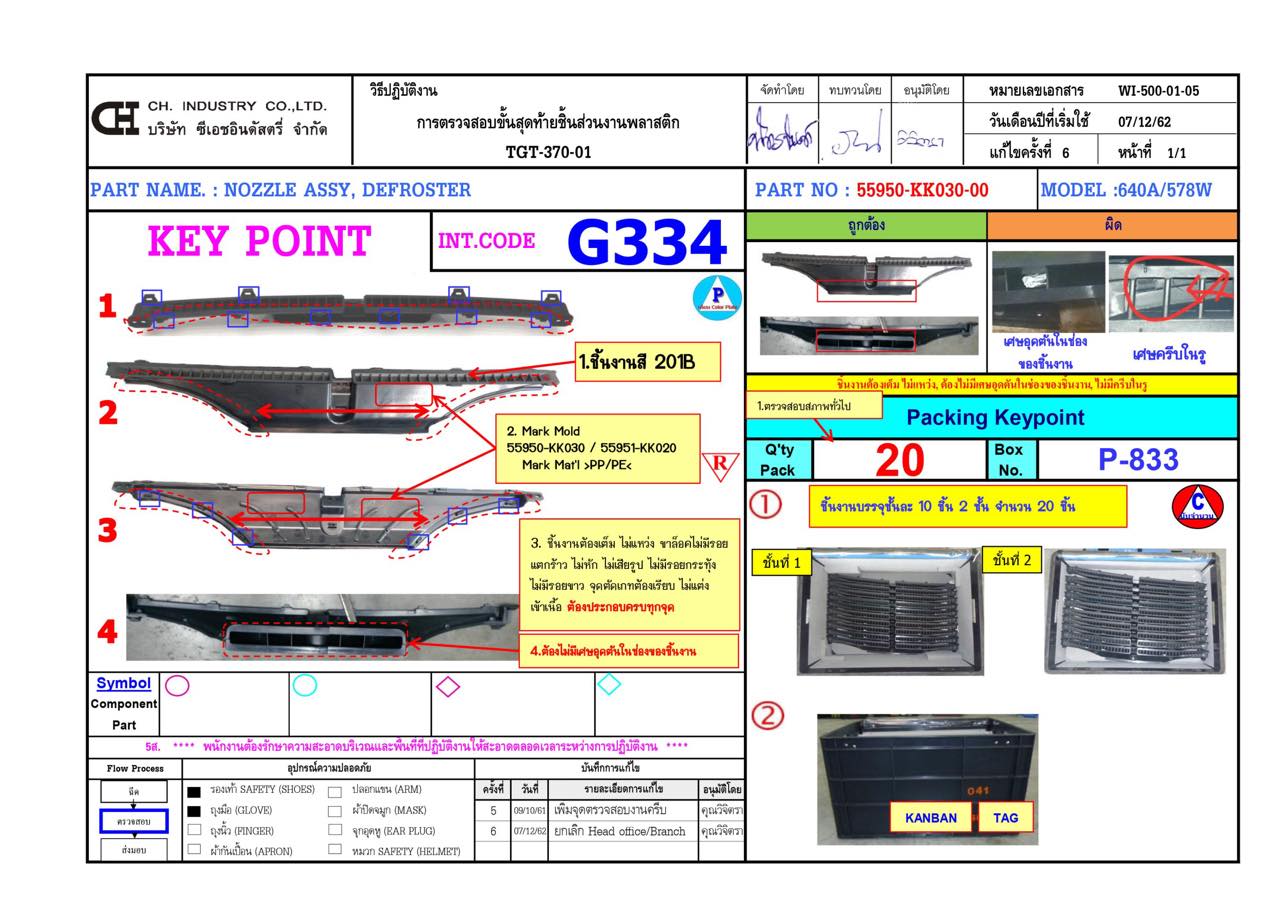 CH. INDUSTRY CO.,LTD.
บริษัท ซีเอชอินดัสตรี่ จำกัด
วิธีปฏิบัติงาน
การตรวจสอบขั้นสุดท้ายชิ้นส่วนงานพลาสติก
TGT-370-01
จัดทำโดย
ทบทวนโดย
อนุมัติโดย
หมายเลขเอกสาร WI-500-01-05
วันเดือนปีที่เริ่มใช้ 07/12/62
แก้ไขครั้งที่ 6 หน้าที่ 1/1
PART NAME. : NOZZLE ASSY, DEFROSTER
PART NO : 55950-KK030-00
MODEL :640A/578W
KEY POINT
INT.CODE G334
P
1
1.ชิ้นงานสี 201B
2
2. Mark Mold
55950-KK030 / 55951-KK020
Mark Mat'l >PP/PE<
R
3
3. ชิ้นงานต้องเต็ม ไม่แหว่ง ขาล็อคไม่มีรอย
แตกร้าว ไม่หัก ไม่เสียรูป ไม่มีรอยกระทุ้ง
ไม่มีรอยขาว จุดตัดเกทต้องเรียบ ไม่แต่ง
เข้าเนื้อ ต้องประกอบครบทุกจุด
4
4.ต้องไม่มีเศษอุดตันในช่องของชิ้นงาน
ถูกต้อง
ผิด
เศษอุดตันในช่อง
ของชิ้นงาน
เศษครีบในรู
ชิ้นงานต้องเต็ม ไม่แหว่ง, ต้องไม่มีเศษอุดตันในช่องของชิ้นงาน, ไม่มีครีบในรู
1.ตรวจสอบสภาพทั่วไป
Packing Keypoint
Q'ty
Pack
20
Box
No.
P-833
1
ชิ้นงานบรรจุชั้นละ 10 ชิ้น 2 ชั้น จำนวน 20 ชิ้น
C
นับจำนวน
ชั้นที่ 1
ชั้นที่ 2
2
041
KANBAN
TAG
Symbol
Component
Part
5ส. **** พนักงานต้องรักษาความสะอาดบริเวณและพื้นที่ที่ปฏิบัติงานให้สะอาดตลอดเวลาระหว่างการปฏิบัติงาน ****
Flow Process
ฉีด
ตรวจสอบ
ส่งมอบ
อุปกรณ์ความปลอดภัย
รองเท้า SAFETY (SHOES)
ปลอกแขน (ARM)
ถุงมือ (GLOVE)
ผ้าปิดจมูก (MASK)
ถุงนิ้ว (FINGER)
จุกอุดหู (EAR PLUG)
ผ้ากันเปื้อน (APRON)
หมวก SAFETY (HELMET)
บันทึกการแก้ไข
ครั้งที่ วันที่ รายละเอียดการแก้ไข อนุมัติโดย
5 09/10/61 เพิ่มจุดตรวจสอบงานครีบ คุณวิจิตรา
6 07/12/62 ยกเลิก Head office/Branch คุณวิจิตรา